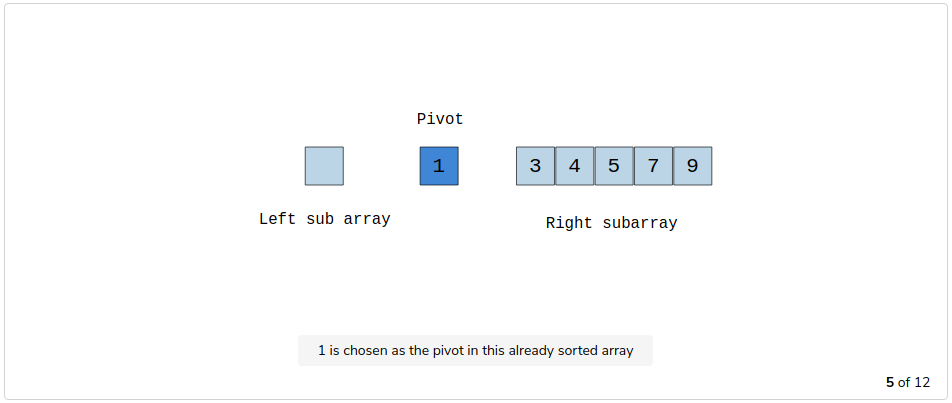 Pivot
1
3 4 5 7 9
Left sub array
Right subarray
1 is chosen as the pivot in this already sorted array
5 of 12